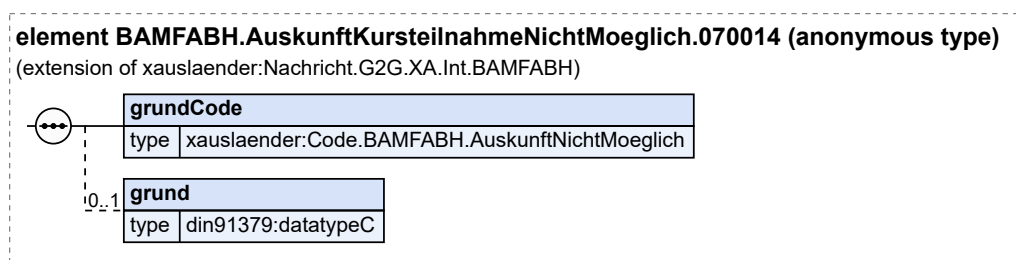 element BAMFABH.AuskunftKursteilnahmeNichtMoeglich.070014 (anonymous type)
(extension of xauslaender:Nachricht.G2G.XA.Int.BAMFABH)
grundCode
type xauslaender:Code.BAMFABH.AuskunftNichtMoeglich
0..1 grund
type din91379:datatypeC